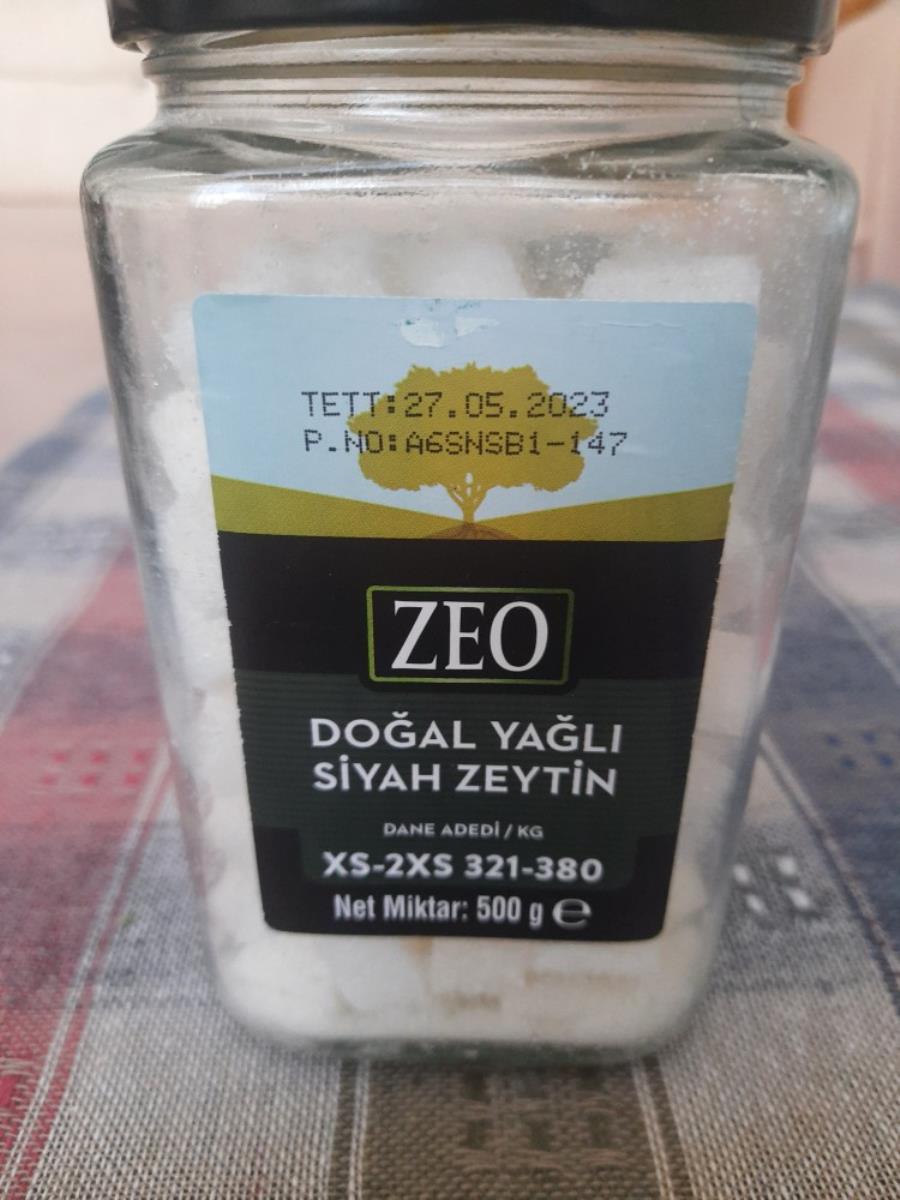 TETT:27.05.2023
P.NO:A6SNSB1-147
ZEO
DOĞAL YAĞLI
SİYAH ZEYTİN
DANE ADEDİ / KG
XS-2XS 321-380
Net Miktar: 500 g ℮